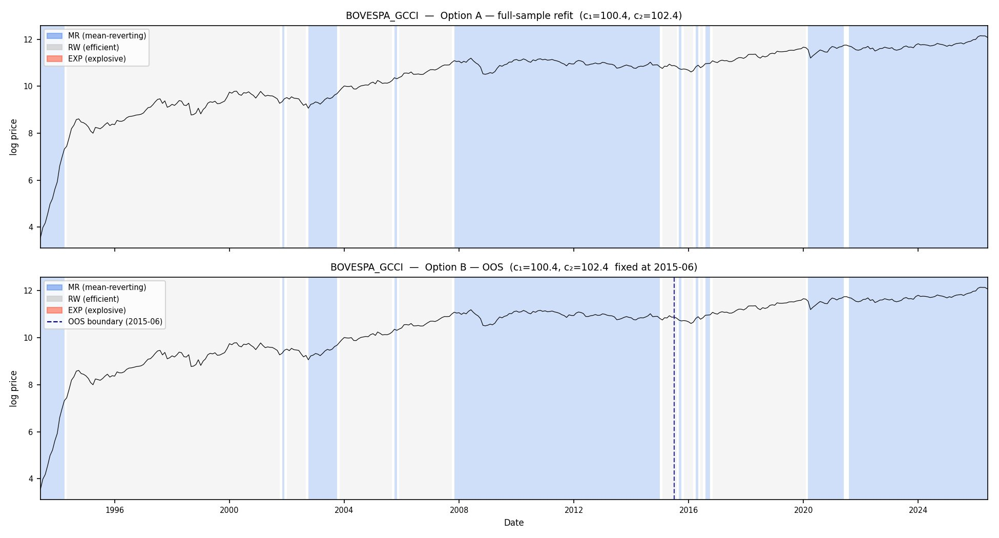 BOVESPA_GCCI — Option A — full-sample refit (c₁=100.4, c₂=102.4)
MR (mean-reverting)
RW (efficient)
EXP (explosive)
12
10
8
6
4
log price
BOVESPA_GCCI — Option B — OOS (c₁=100.4, c₂=102.4 fixed at 2015-06)
MR (mean-reverting)
RW (efficient)
EXP (explosive)
OOS boundary (2015-06)
12
10
8
6
4
log price
1996 2000 2004 2008 2012 2016 2020 2024
Date